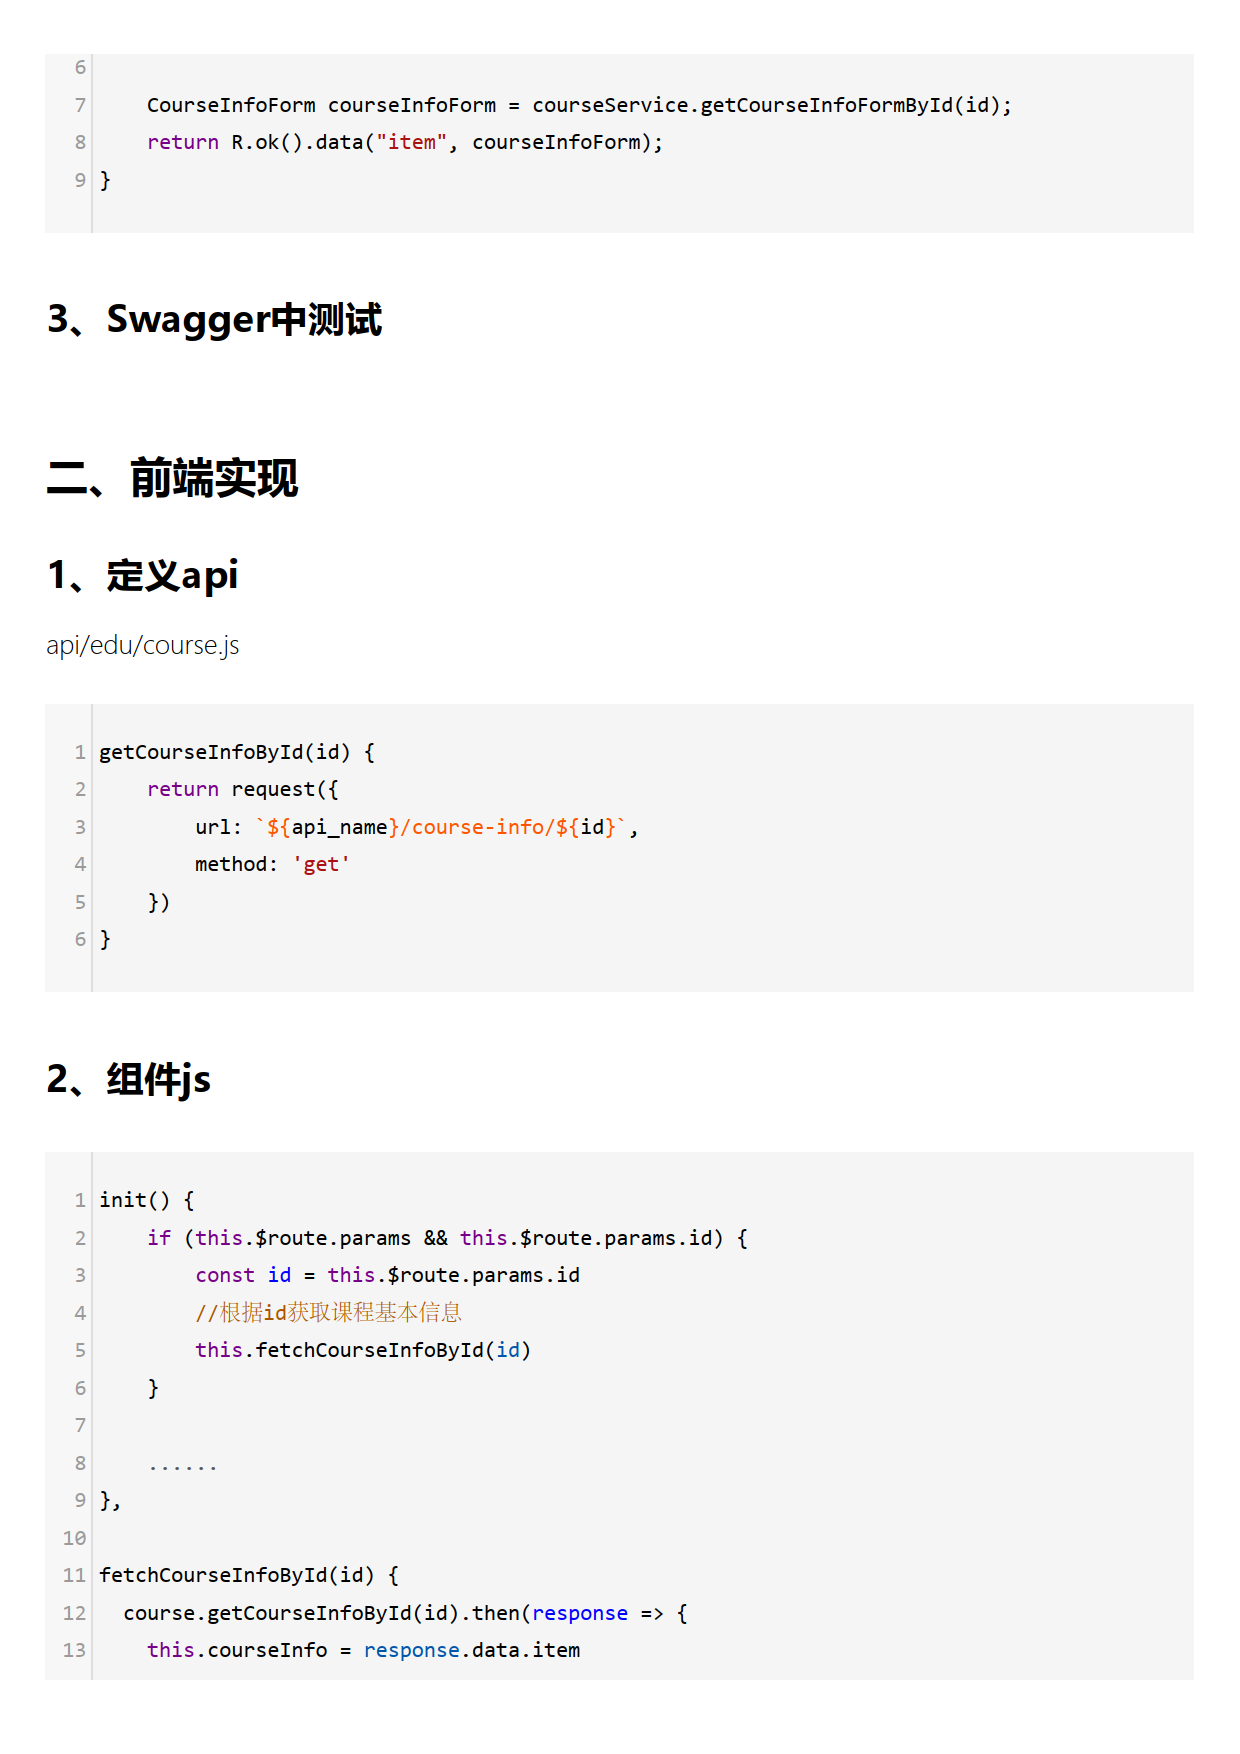 6
7     CourseInfoForm courseInfoForm = courseService.getCourseInfoFormById(id);
8     return R.ok().data("item", courseInfoForm);
9 }
3、Swagger中测试
二、前端实现
1、定义api
api/edu/course.js
1 getCourseInfoById(id) {
2     return request({
3         url: `${api_name}/course-info/${id}`,
4         method: 'get'
5     })
6 }
2、组件js
1 init() {
2     if (this.$route.params && this.$route.params.id) {
3         const id = this.$route.params.id
4         //根据id获取课程基本信息
5         this.fetchCourseInfoById(id)
6     }
7
8     ......
9 },
10
11 fetchCourseInfoById(id) {
12   course.getCourseInfoById(id).then(response => {
13     this.courseInfo = response.data.item